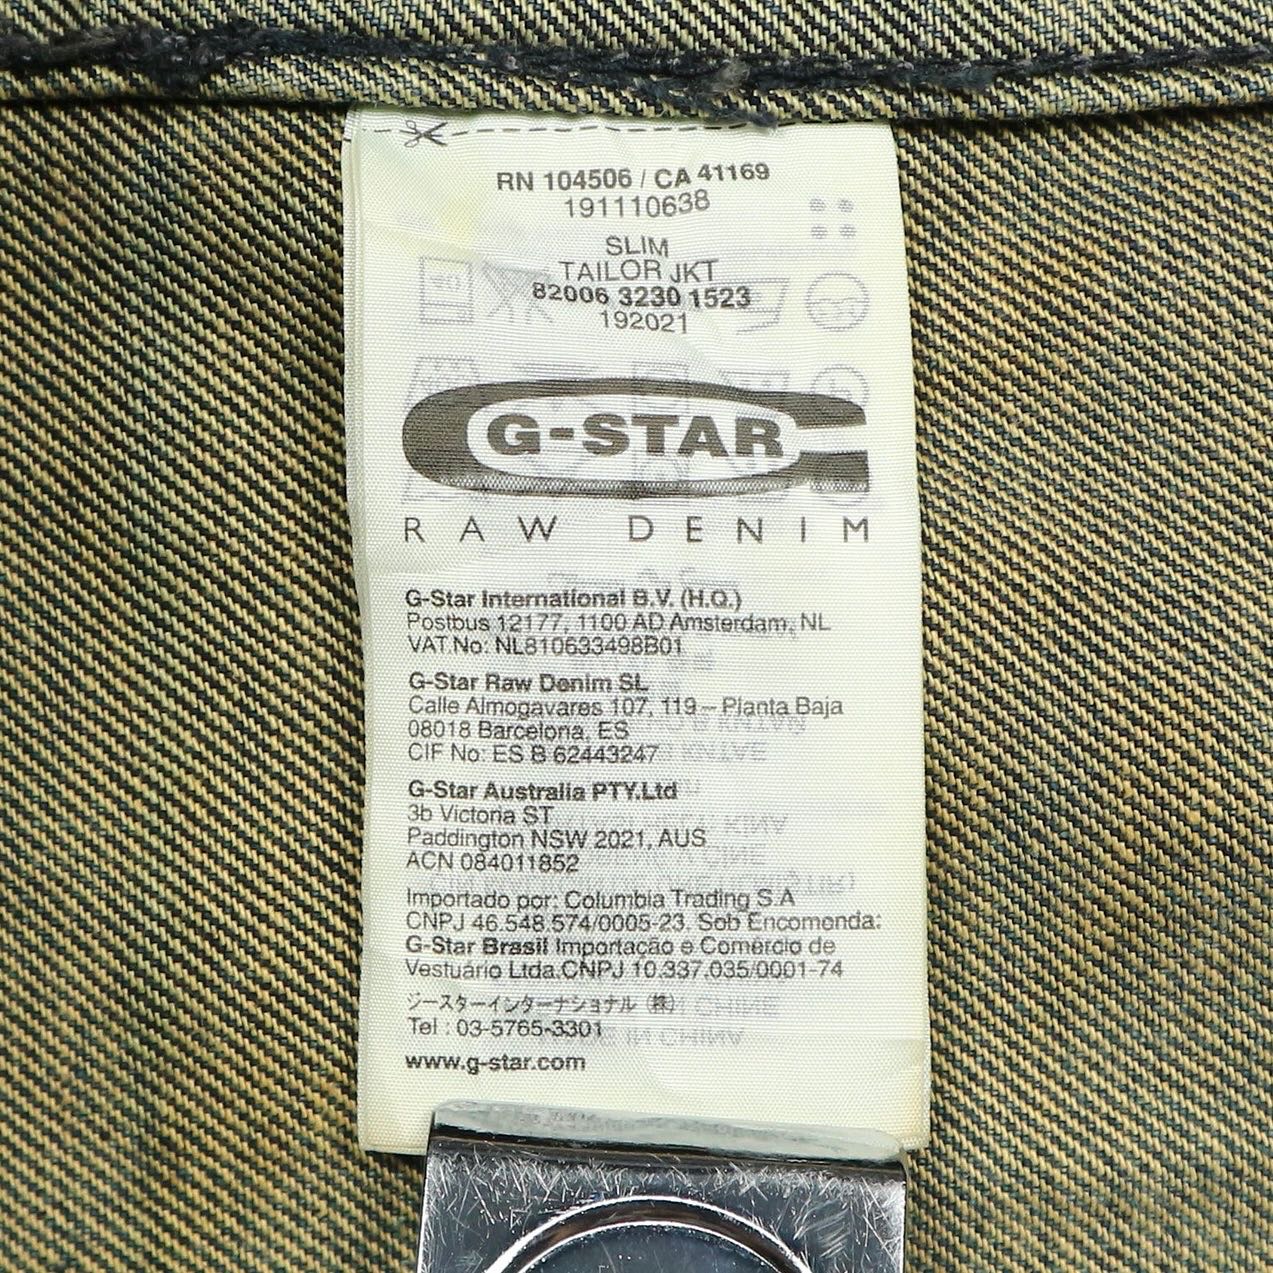 RN 104506 / CA 41169
191110638
SLIM
TAILOR JKT
82006 3230 1523
192021
G-STAR
RAW DENIM
G-Star International B.V. (H.Q.)
Postbus 12177, 1100 AD Amsterdam, NL
VAT.No: NL810633498B01
G-Star Raw Denim SL
Calle Almogavares 107, 119 – Planta Baja
08018 Barcelona, ES
CIF No: ES B 62443247
G-Star Australia PTY.Ltd
3b Victoria ST
Paddington NSW 2021, AUS
ACN 084011852
Importado por: Columbia Trading S.A
CNPJ 46.548.574/0005-23. Sob Encomenda:
G-Star Brasil Importação e Comércio de
Vestuário Ltda.CNPJ 10.337.035/0001-74
ジースターインターナショナル（株）
Tel : 03-5765-3301
www.g-star.com